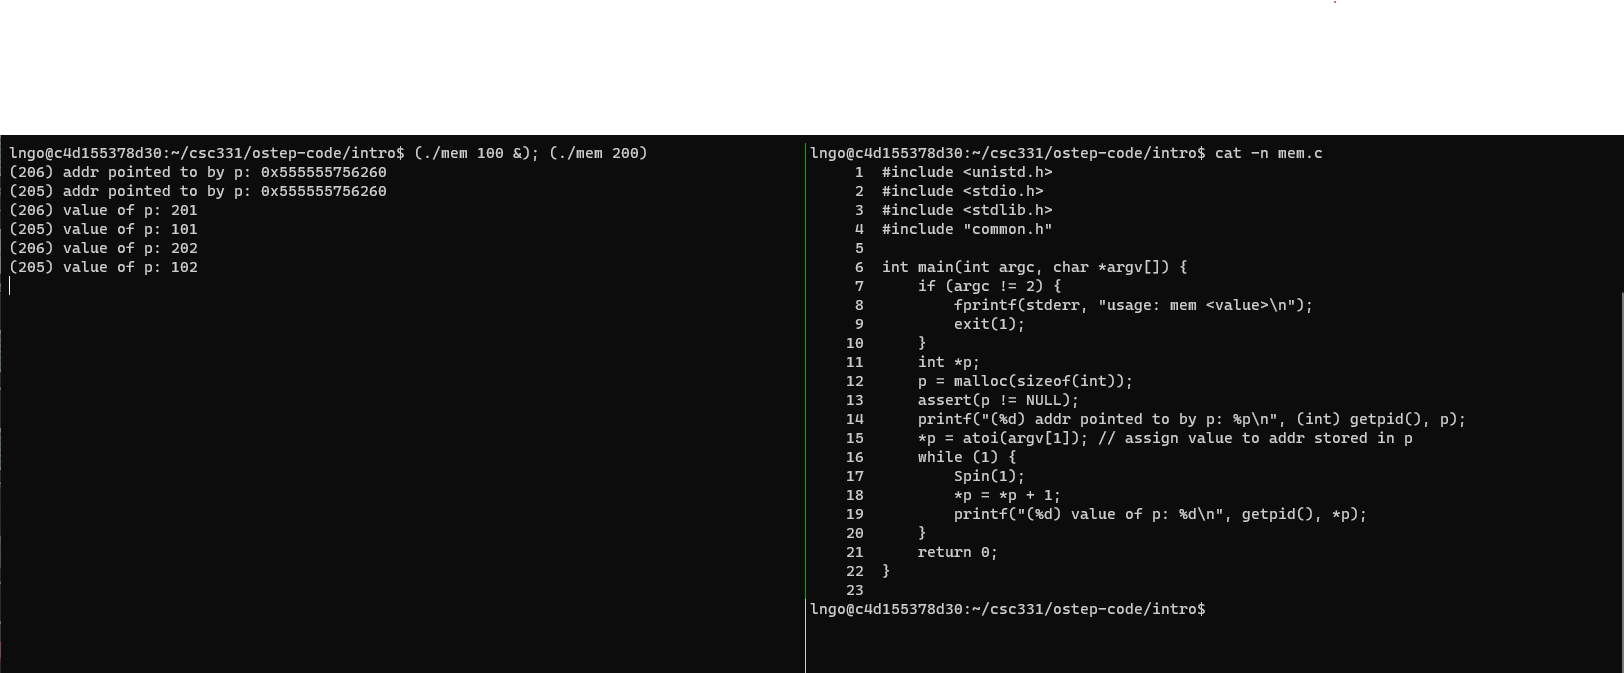 lngo@c4d155378d30:~/csc331/ostep-code/intro$ (./mem 100 &); (./mem 200)
(206) addr pointed to by p: 0x555555756260
(205) addr pointed to by p: 0x555555756260
(206) value of p: 201
(205) value of p: 101
(206) value of p: 202
(205) value of p: 102
lngo@c4d155378d30:~/csc331/ostep-code/intro$ cat -n mem.c
     1  #include <unistd.h>
     2  #include <stdio.h>
     3  #include <stdlib.h>
     4  #include "common.h"
     5
     6  int main(int argc, char *argv[]) {
     7      if (argc != 2) {
     8          fprintf(stderr, "usage: mem <value>\n");
     9          exit(1);
    10      }
    11      int *p;
    12      p = malloc(sizeof(int));
    13      assert(p != NULL);
    14      printf("(%d) addr pointed to by p: %p\n", (int) getpid(), p);
    15      *p = atoi(argv[1]); // assign value to addr stored in p
    16      while (1) {
    17          Spin(1);
    18          *p = *p + 1;
    19          printf("(%d) value of p: %d\n", getpid(), *p);
    20      }
    21      return 0;
    22  }
    23
lngo@c4d155378d30:~/csc331/ostep-code/intro$